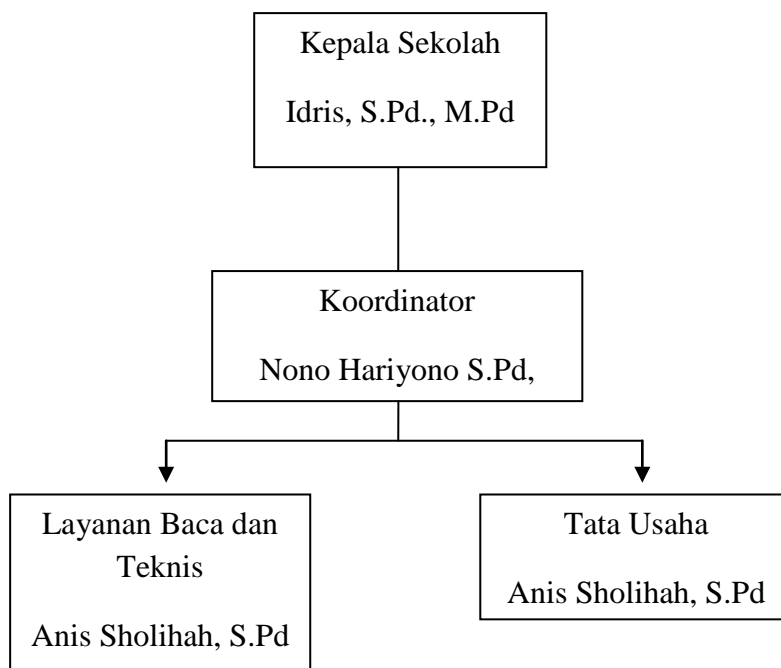 Kepala Sekolah
Idris, S.Pd., M.Pd
Koordinator
Nono Hariyono S.Pd,
Layanan Baca dan
Teknis
Anis Sholihah, S.Pd
Tata Usaha
Anis Sholihah, S.Pd